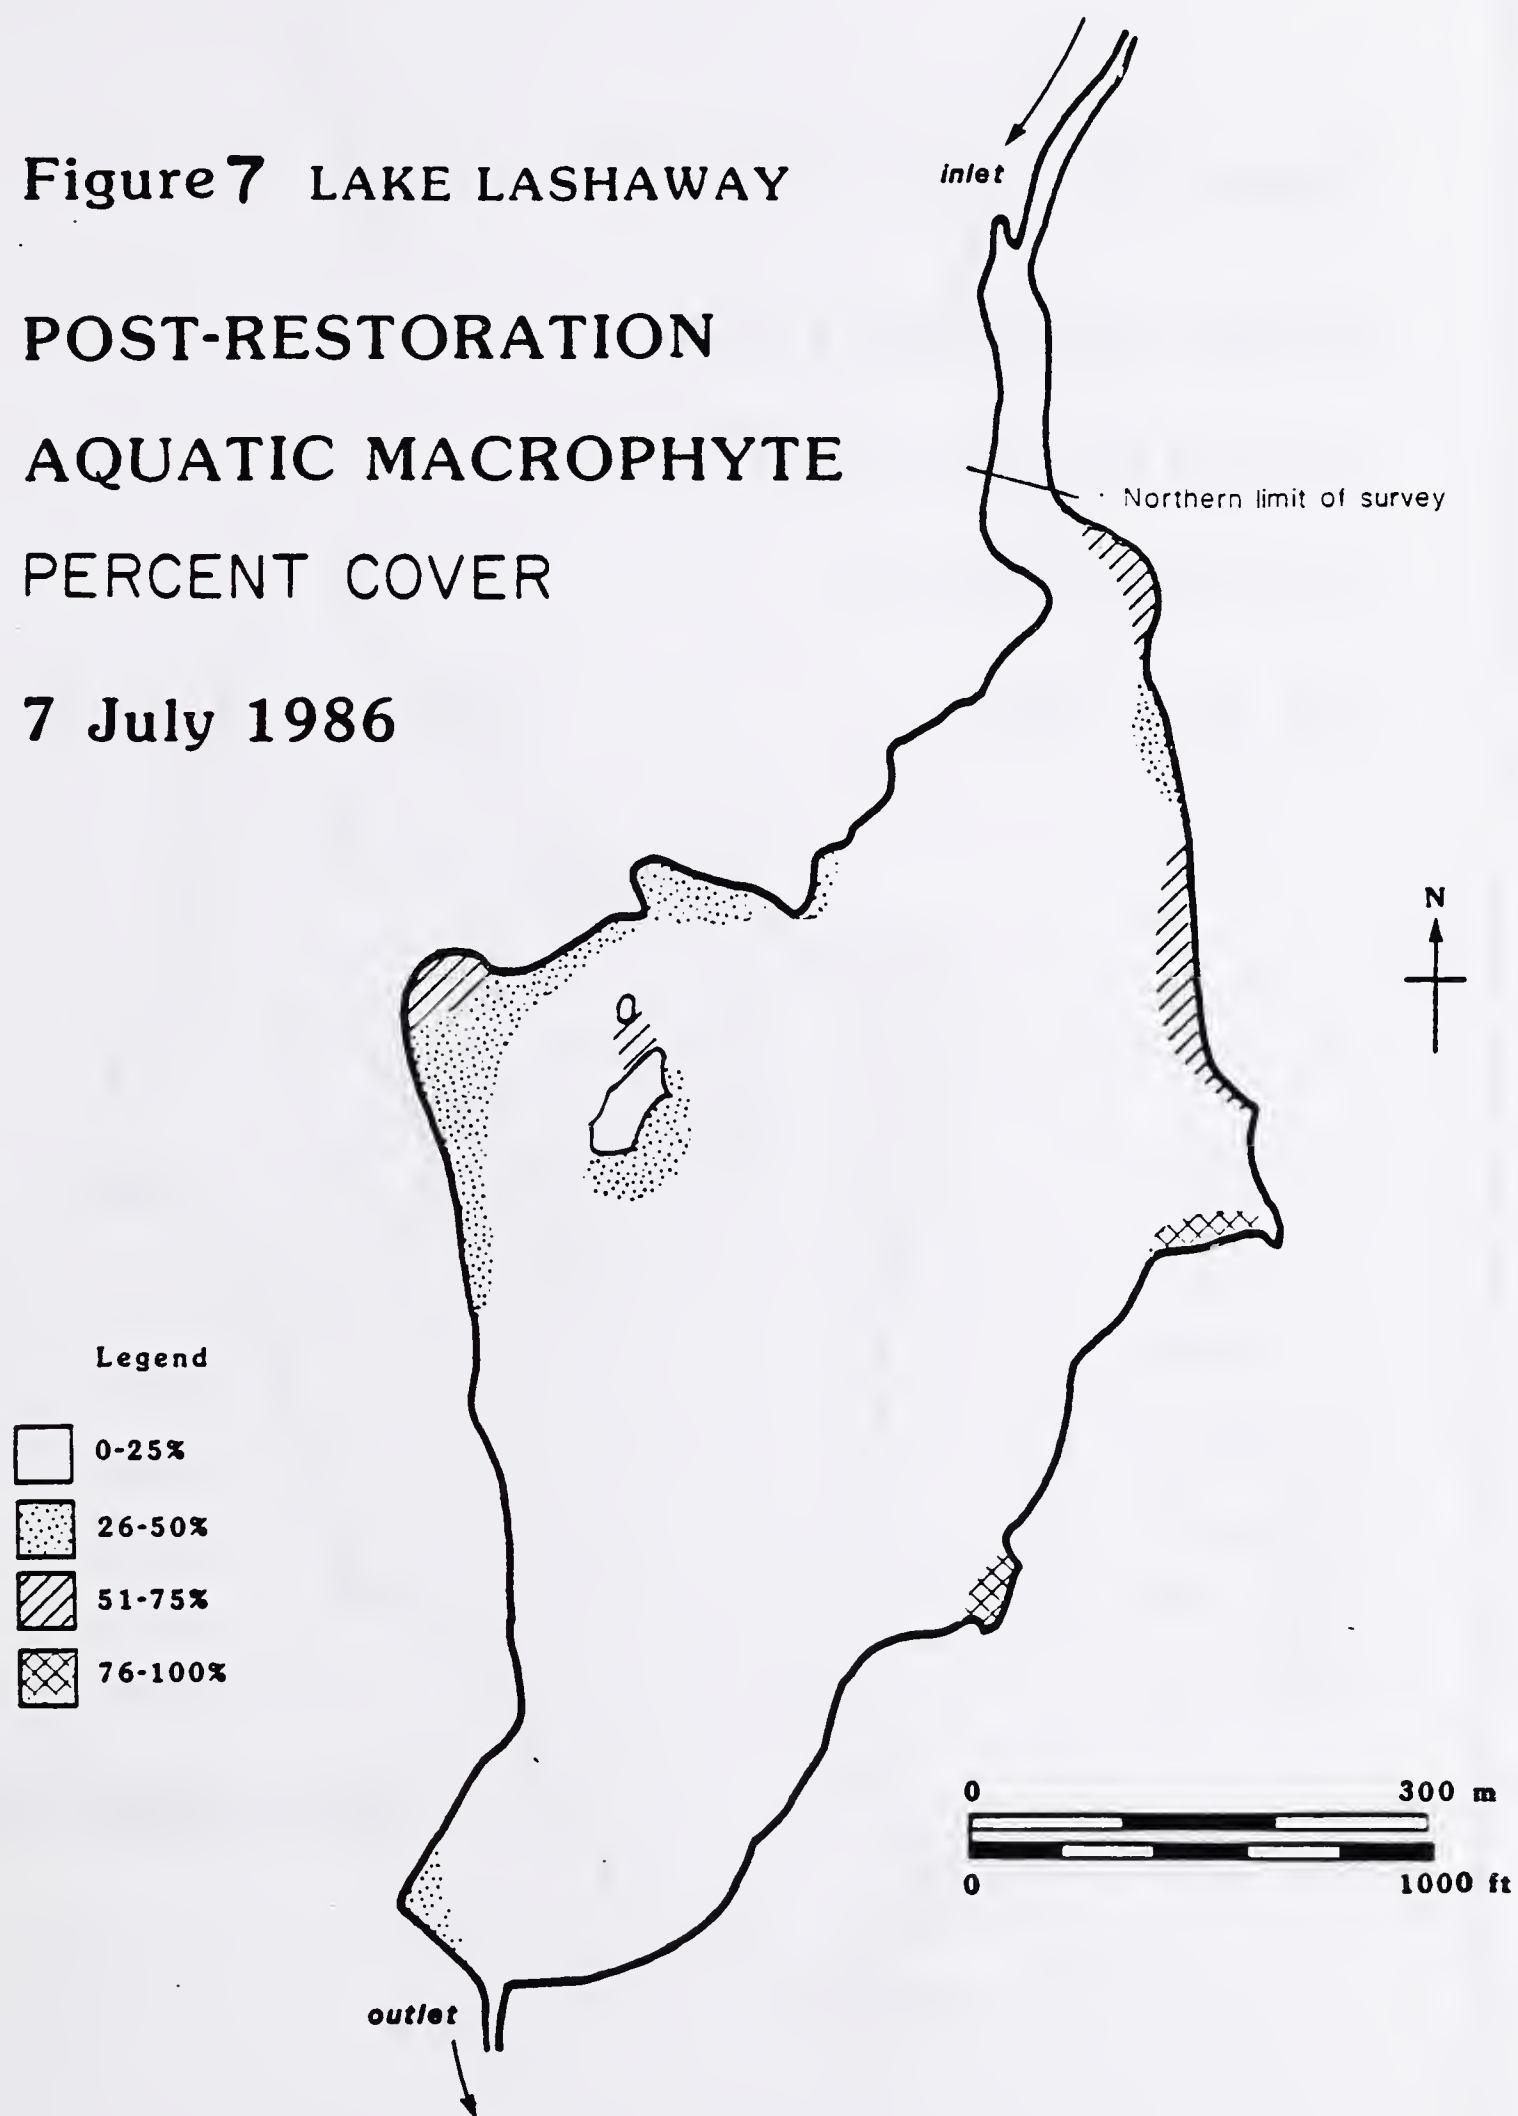 Figure 7 LAKE LASHAWAY
POST-RESTORATION
AQUATIC MACROPHYTE
PERCENT COVER
7 July 1986
inlet
Northern limit of survey
N
Legend
0-25%
26-50%
51-75%
76-100%
0 300 m
0 1000 ft
outlet